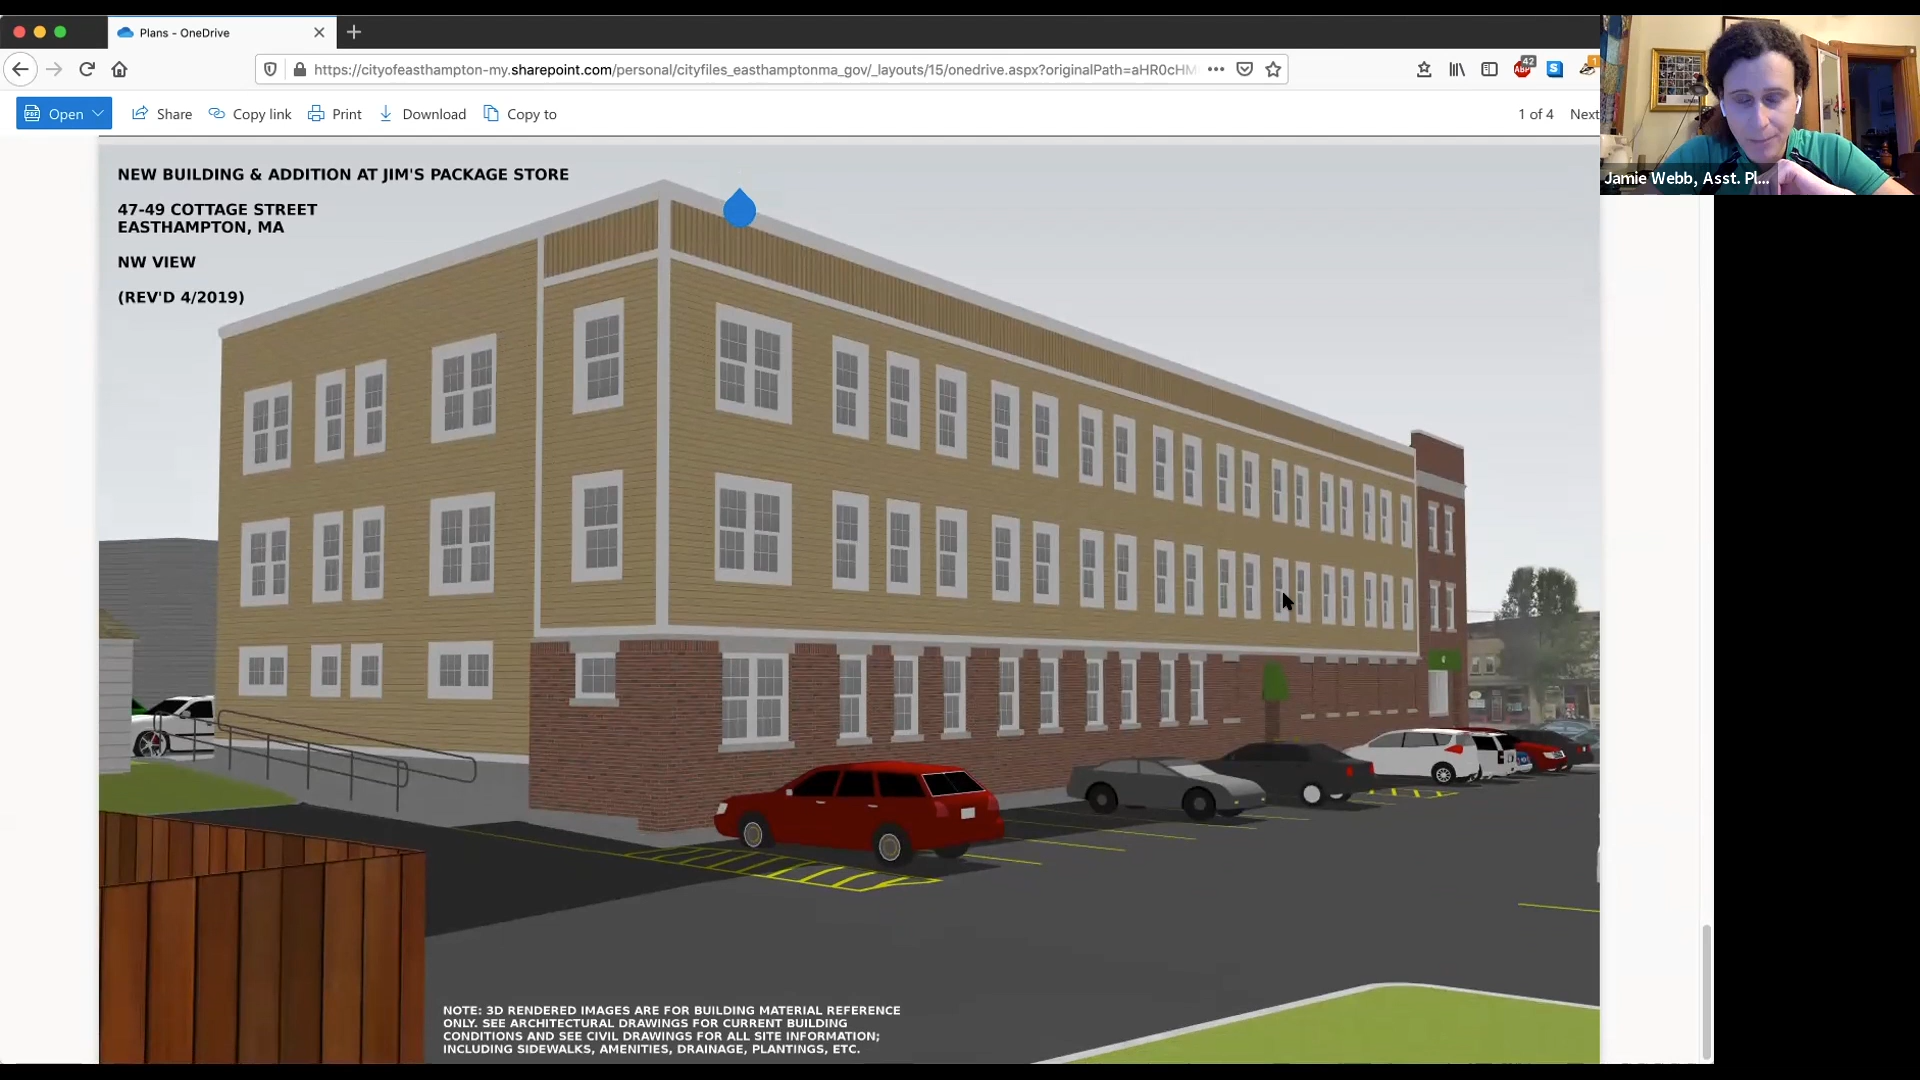 Plans - OneDrive
https://cityofeasthampton-my.sharepoint.com/personal/cityfiles_easthamptonma_gov/_layouts/15/onedrive.aspx?originalPath=aHR0cHM
42
ABP
S
1
Open
Share
Copy link
Print
Download
Copy to
1 of 4
Next
Jamie Webb, Asst. Pl...
NEW BUILDING & ADDITION AT JIM'S PACKAGE STORE
47-49 COTTAGE STREET
EASTHAMPTON, MA
NW VIEW
(REV'D 4/2019)
NOTE: 3D RENDERED IMAGES ARE FOR BUILDING MATERIAL REFERENCE
ONLY. SEE ARCHITECTURAL DRAWINGS FOR CURRENT BUILDING
CONDITIONS AND SEE CIVIL DRAWINGS FOR ALL SITE INFORMATION;
INCLUDING SIDEWALKS, AMENITIES, DRAINAGE, PLANTINGS, ETC.